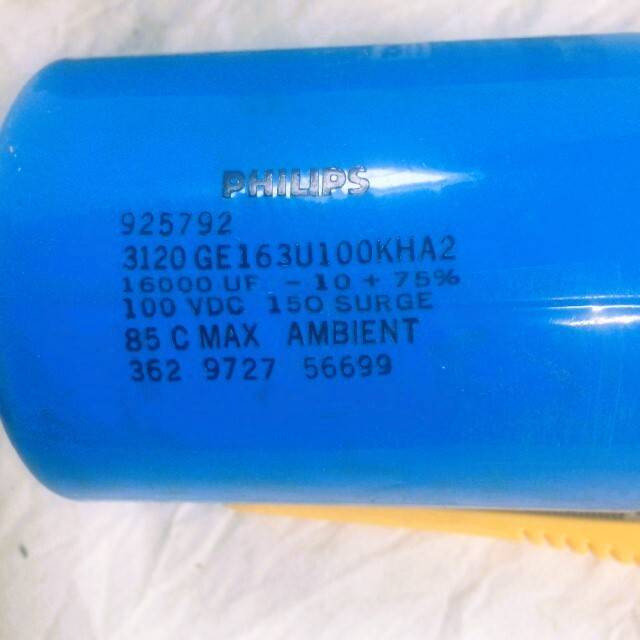 PHILIPS
925792
3120 GE163U100KHA2
16000 UF - 10 + 75%
100 VDC 150 SURGE
85 C MAX AMBIENT
362 9727 56699